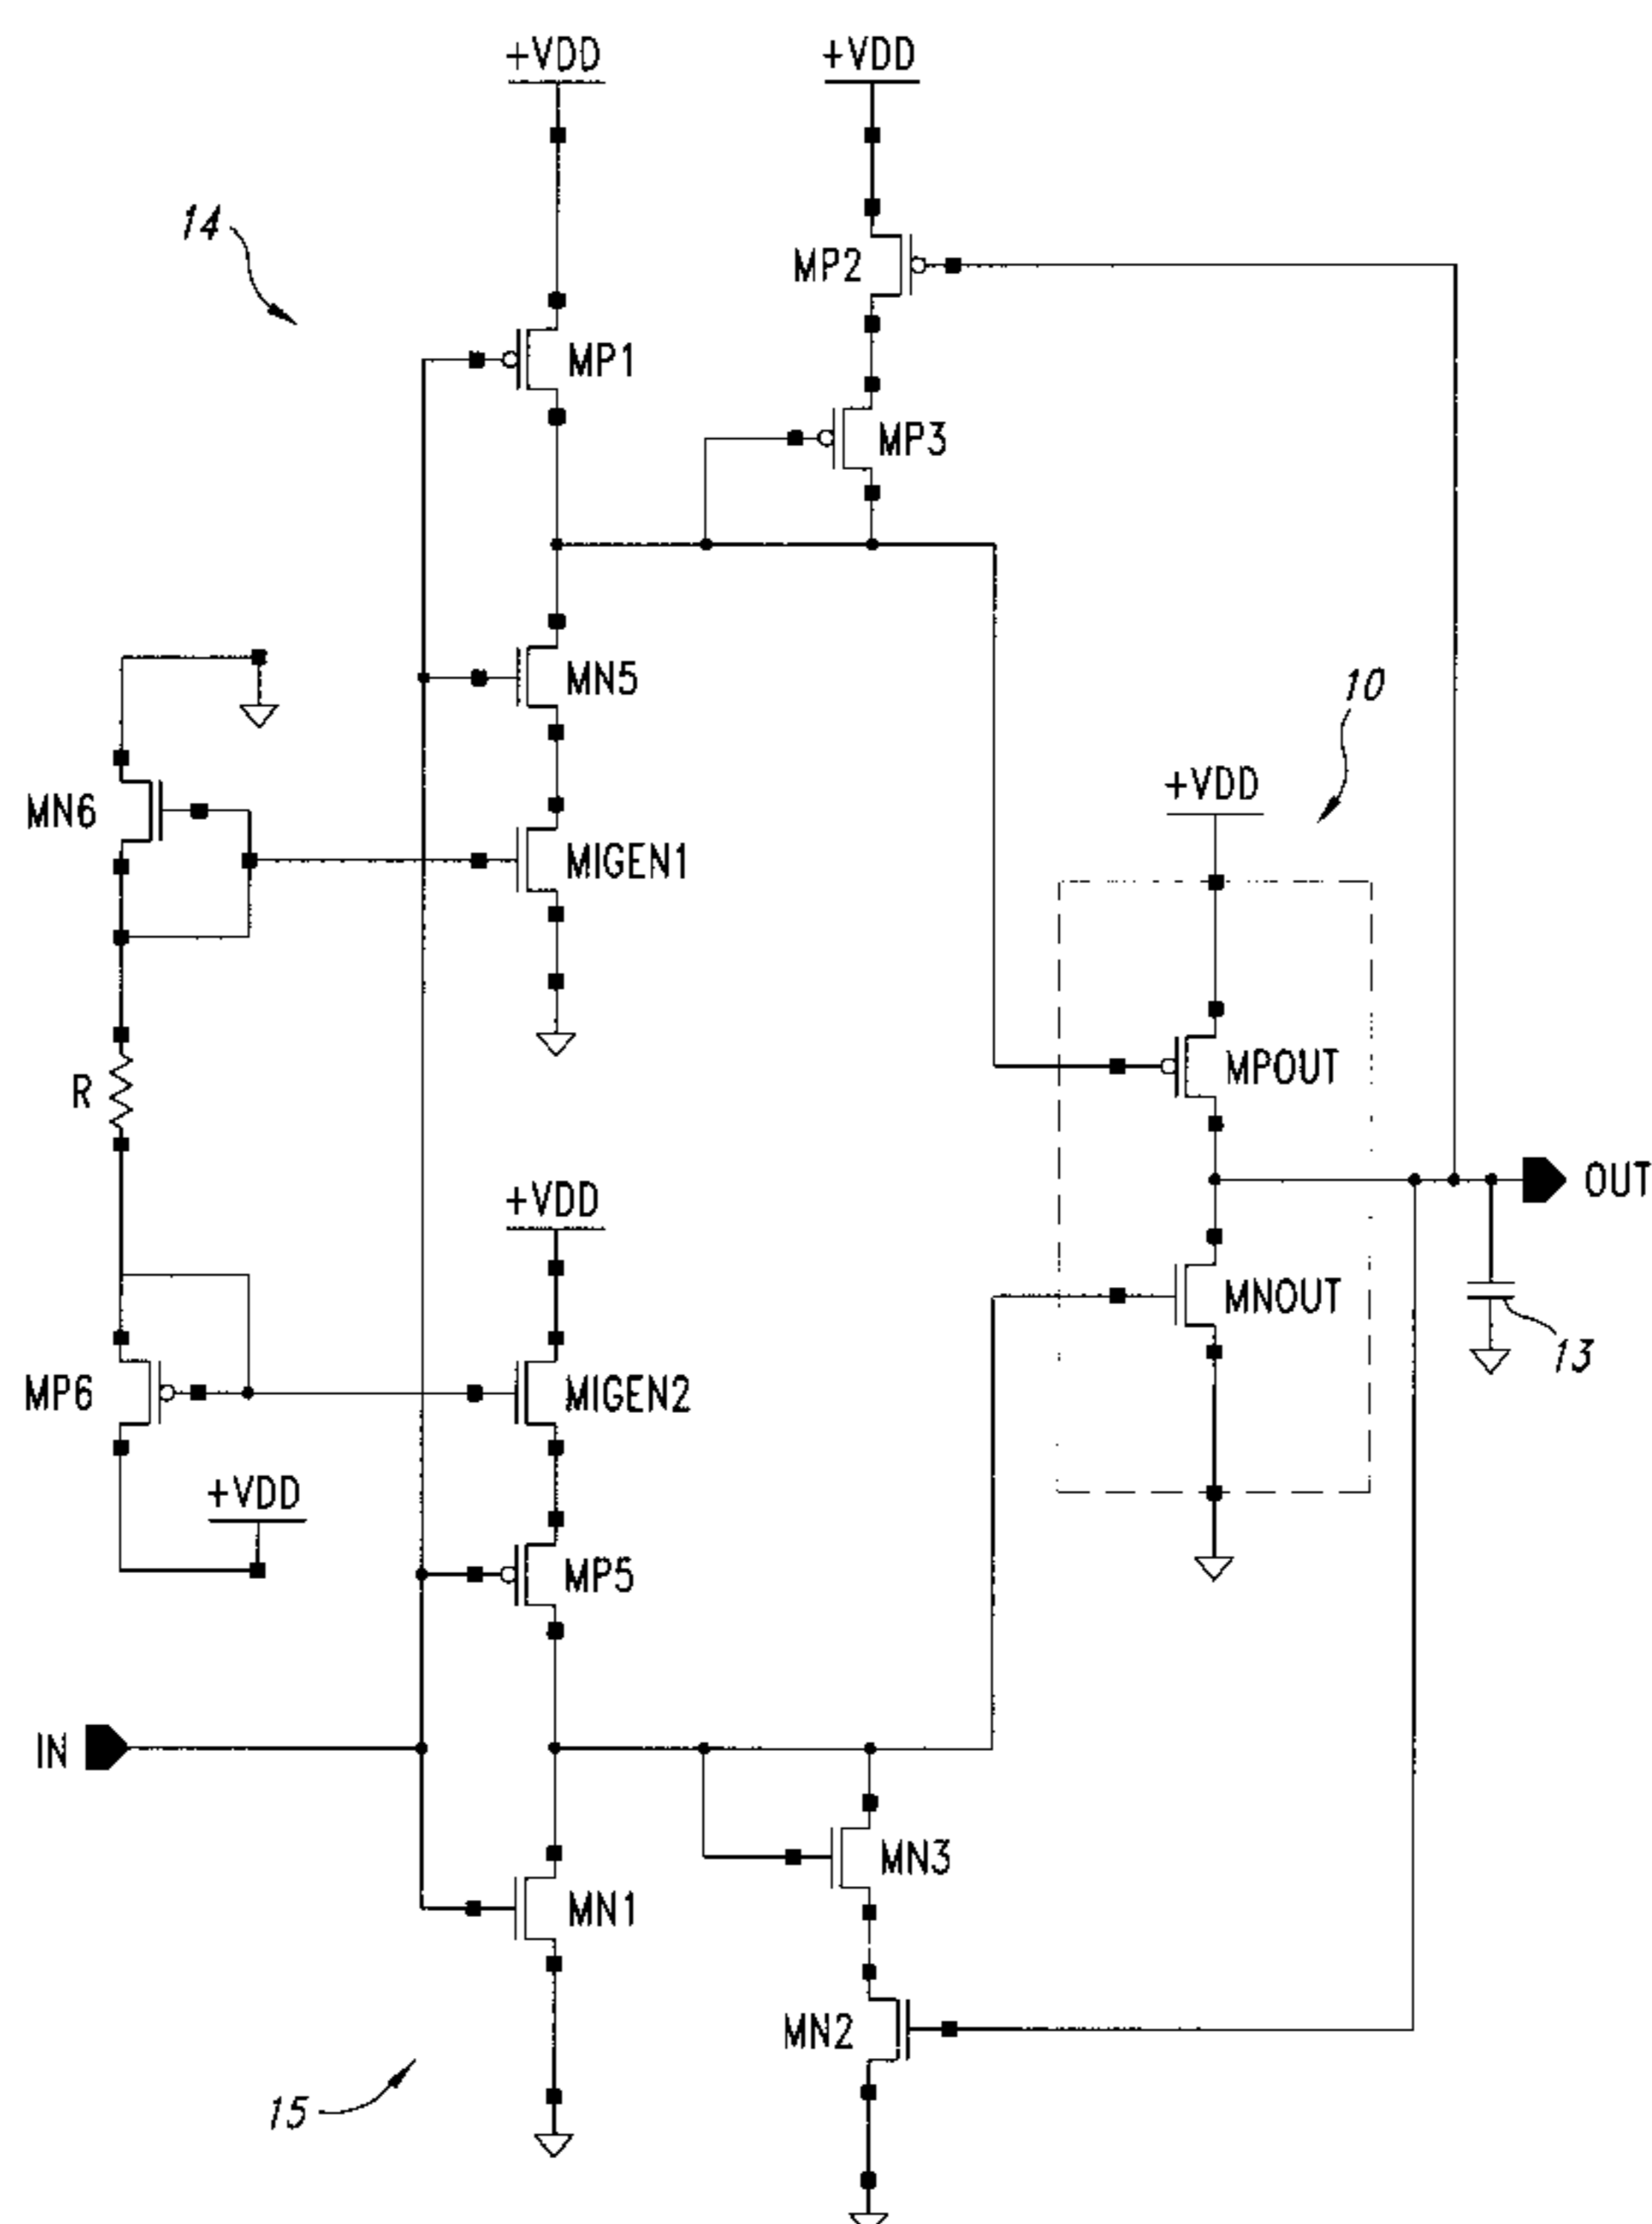 +VDD
+VDD
14
MP2
MP1
MP3
MN5
10
MN6
+VDD
MIGEN1
MPOUT
R
+VDD
OUT
MNOUT
13
MP6
MIGEN2
+VDD
MP5
IN
MN3
MN1
MN2
15